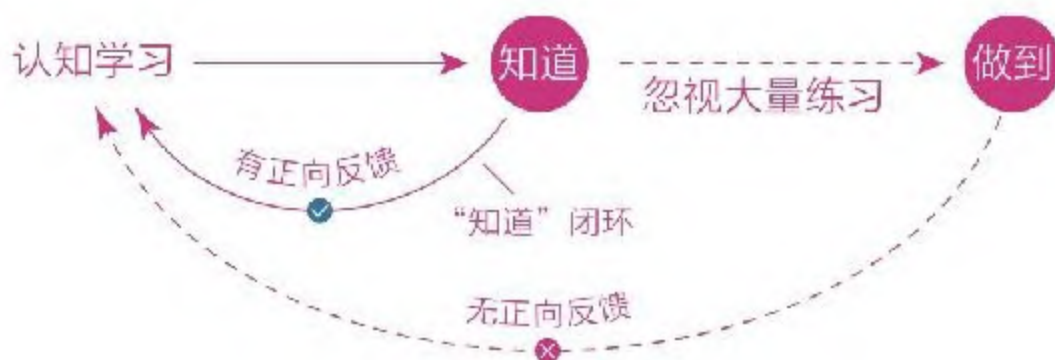 认知学习
知道
忽视大量练习
做到
有正向反馈
“知道”闭环
无正向反馈